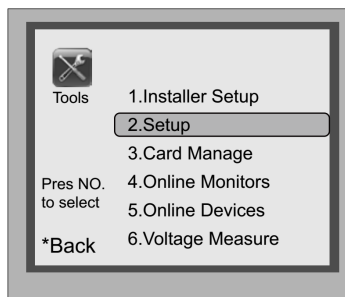 Tools
1.Installer Setup
2.Setup
3.Card Manage
4.Online Monitors
5.Online Devices
6.Voltage Measure
Pres NO.
to select
*Back